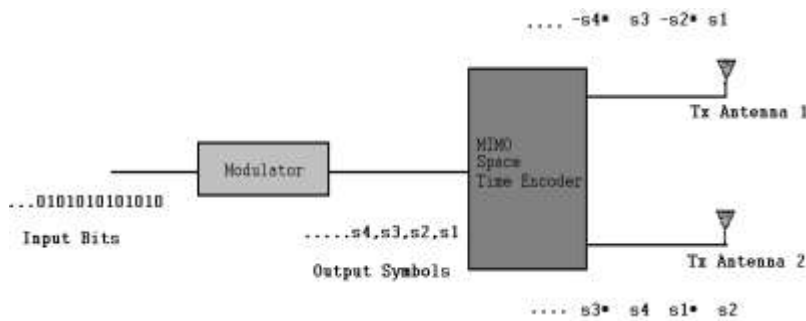 .... -s4* s3 -s2* s1
Tx Antenna 1
MIMO
Space
Time Encoder
Modulator
...0101010101010
Input Bits
.....s4,s3,s2,s1
Output Symbols
Tx Antenna 2
.... s3* s4 s1* s2